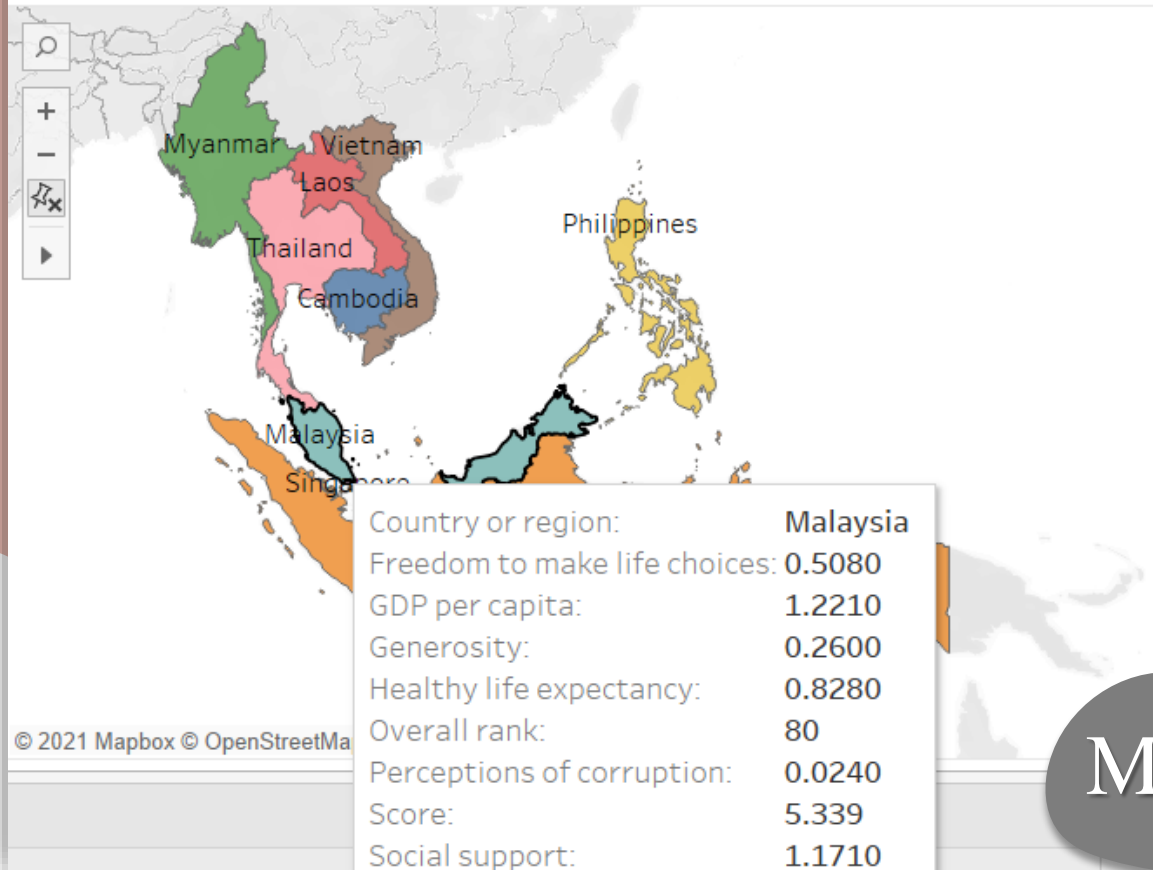 Myanmar
Vietnam
Laos
Philippines
Thailand
Cambodia
Malaysia
Singapore
Country or region: Malaysia
Freedom to make life choices: 0.5080
GDP per capita: 1.2210
Generosity: 0.2600
Healthy life expectancy: 0.8280
Overall rank: 80
Perceptions of corruption: 0.0240
Score: 5.339
Social support: 1.1710
© 2021 Mapbox © OpenStreetMa
M